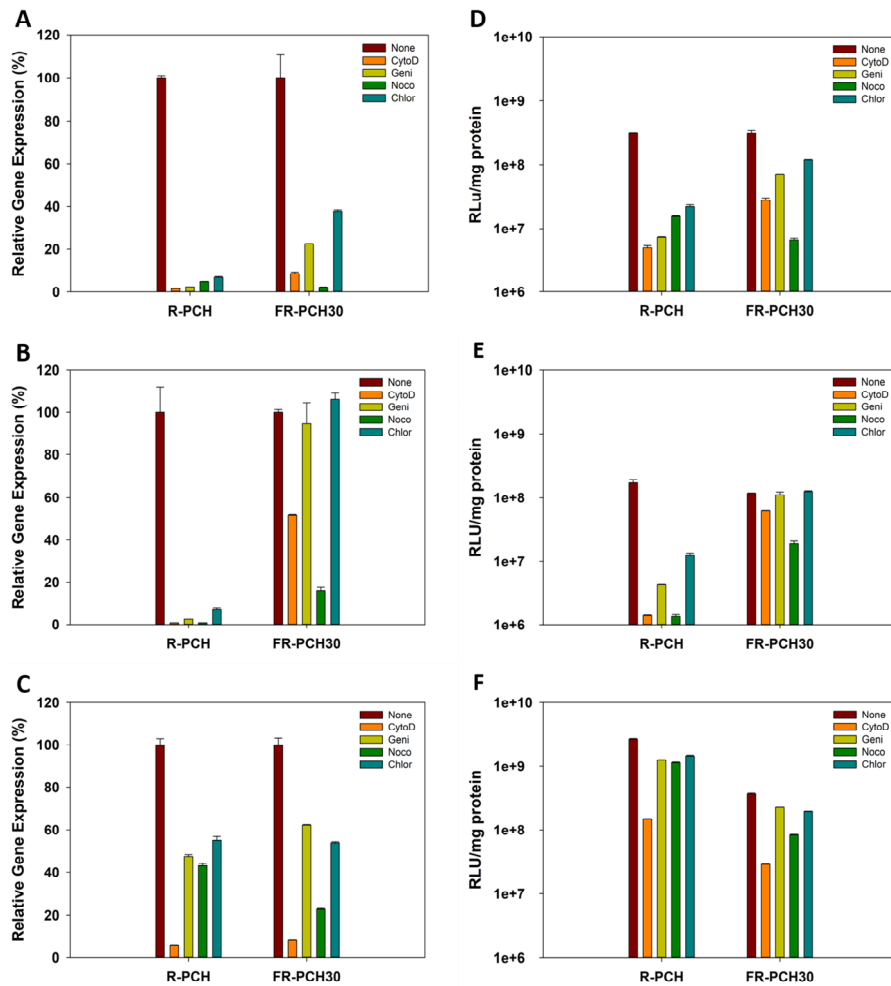 A
Relative Gene Expression (%)
120
100
80
60
40
20
0
None
CytoD
Geni
Noco
Chlor
R-PCH
FR-PCH30
D
RLu/mg protein
1e+10
1e+9
1e+8
1e+7
1e+6
None
CytoD
Geni
Noco
Chlor
R-PCH
FR-PCH30
B
Relative Gene Expression (%)
120
100
80
60
40
20
0
None
CytoD
Geni
Noco
Chlor
R-PCH
FR-PCH30
E
RLU/mg protein
1e+10
1e+9
1e+8
1e+7
1e+6
None
CytoD
Geni
Noco
Chlor
R-PCH
FR-PCH30
C
Relative Gene Expression (%)
120
100
80
60
40
20
0
None
CytoD
Geni
Noco
Chlor
R-PCH
FR-PCH30
F
RLU/mg protein
1e+10
1e+9
1e+8
1e+7
1e+6
None
CytoD
Geni
Noco
Chlor
R-PCH
FR-PCH30